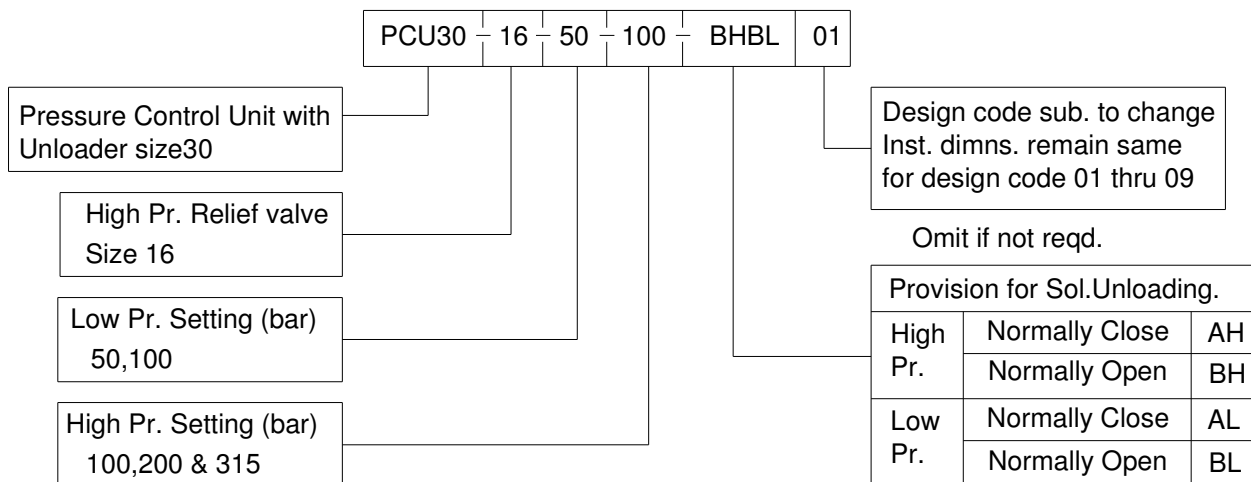 PCU30 - 16 - 50 - 100 - BHBL 01
Pressure Control Unit with
Unloader size30
High Pr. Relief valve
Size 16
Low Pr. Setting (bar)
50,100
High Pr. Setting (bar)
100,200 & 315
Design code sub. to change
Inst. dimns. remain same
for design code 01 thru 09
Omit if not reqd.
Provision for Sol.Unloading.
High Pr.
Normally Close AH
Normally Open BH
Low Pr.
Normally Close AL
Normally Open BL